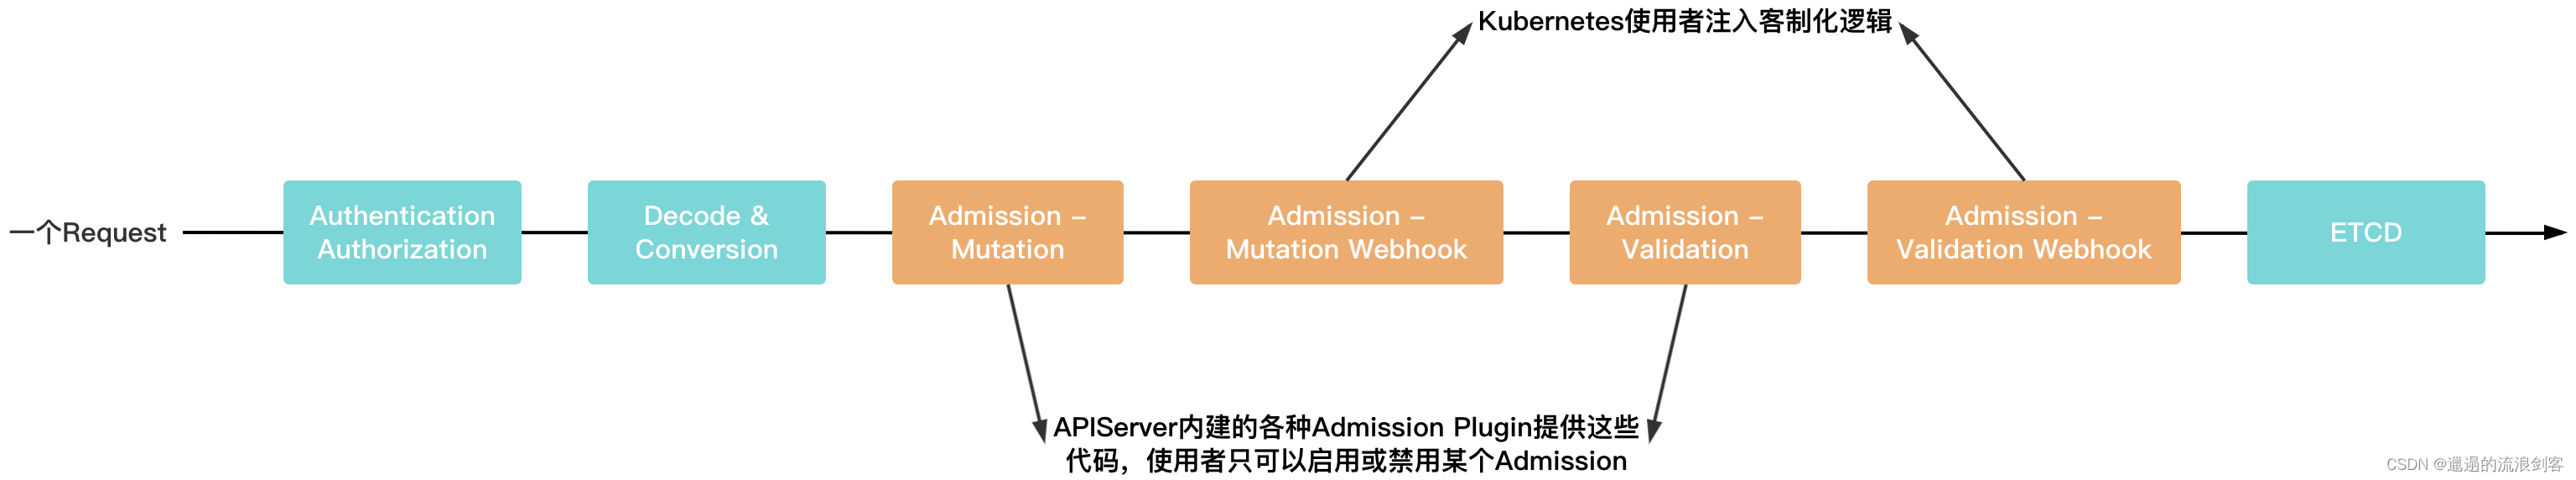 Kubernetes使用者注入客制化逻辑
一个Request
Authentication
Authorization
Decode &
Conversion
Admission –
Mutation
Admission –
Mutation Webhook
Admission –
Validation
Admission –
Validation Webhook
ETCD
APIServer内建的各种Admission Plugin提供这些
代码，使用者只可以启用或禁用某个Admission
CSDN @邋遢的流浪剑客